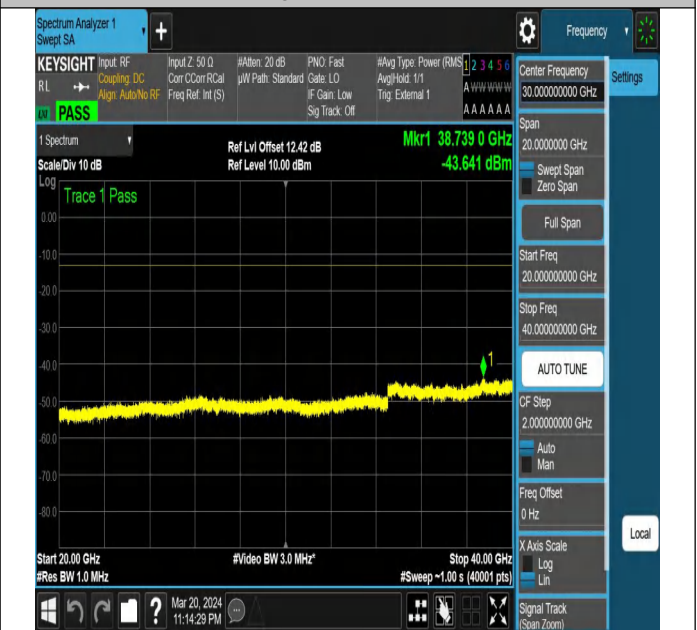 Spectrum Analyzer 1
Swept SA
+
Frequency
KEYSIGHT
RL
LXI
PASS
Input: RF
Coupling: DC
Align: Auto/No RF
Input Z: 50 Ω
Corr CCorr RCal
Freq Ref: Int (S)
#Atten: 20 dB
µW Path: Standard
PNO: Fast
Gate: LO
IF Gain: Low
Sig Track: Off
#Avg Type: Power (RMS
Avg|Hold: 1/1
Trig: External 1
1 2 3 4 5 6
A W W W W W
A A A A A A
1 Spectrum
Scale/Div 10 dB
Log
Ref Lvl Offset 12.42 dB
Ref Level 10.00 dBm
Mkr1 38.739 0 GHz
-43.641 dBm
Trace 1 Pass
0.00
-10.0
-20.0
-30.0
-40.0
-50.0
-60.0
-70.0
-80.0
1
Start 20.00 GHz
#Res BW 1.0 MHz
#Video BW 3.0 MHz*
Stop 40.00 GHz
#Sweep ~1.00 s (40001 pts)
Mar 20, 2024
11:14:29 PM
?
Center Frequency
30.000000000 GHz
Settings
Span
20.0000000 GHz
Swept Span
Zero Span
Full Span
Start Freq
20.000000000 GHz
Stop Freq
40.000000000 GHz
AUTO TUNE
CF Step
2.000000000 GHz
Auto
Man
Freq Offset
0 Hz
Local
X Axis Scale
Log
Lin
Signal Track
(Span Zoom)